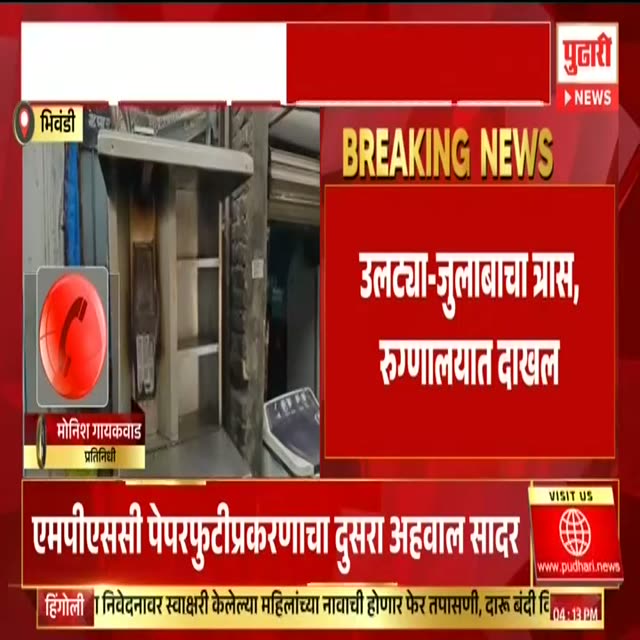 पुढारी
NEWS
भिवंडी
BREAKING NEWS
उलट्या-जुलाबाचा त्रास,
रुग्णालयात दाखल
मोनिश गायकवाड
प्रतिनिधी
एमपीएससी पेपरफुटीप्रकरणाचा दुसरा अहवाल सादर
VISIT US
www.pudhari.news
हिंगोली
निवेदनावर स्वाक्षरी केलेल्या महिलांच्या नावाची होणार फेर तपासणी, दारू बंदी
04:13 PM